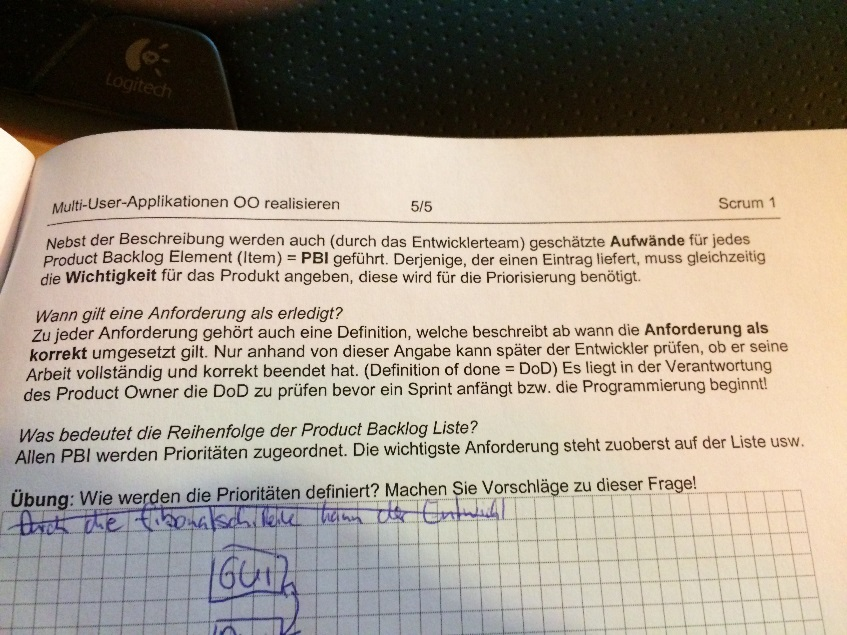 Logitech
Multi-User-Applikationen OO realisieren 5/5 Scrum 1
Nebst der Beschreibung werden auch (durch das Entwicklerteam) geschätzte Aufwände für jedes
Product Backlog Element (Item) = PBI geführt. Derjenige, der einen Eintrag liefert, muss gleichzeitig
die Wichtigkeit für das Produkt angeben, diese wird für die Priorisierung benötigt.
Wann gilt eine Anforderung als erledigt?
Zu jeder Anforderung gehört auch eine Definition, welche beschreibt ab wann die Anforderung als
korrekt umgesetzt gilt. Nur anhand von dieser Angabe kann später der Entwickler prüfen, ob er seine
Arbeit vollständig und korrekt beendet hat. (Definition of done = DoD) Es liegt in der Verantwortung
des Product Owner die DoD zu prüfen bevor ein Sprint anfängt bzw. die Programmierung beginnt!
Was bedeutet die Reihenfolge der Product Backlog Liste?
Allen PBI werden Prioritäten zugeordnet. Die wichtigste Anforderung steht zuoberst auf der Liste usw.
Übung: Wie werden die Prioritäten definiert? Machen Sie Vorschläge zu dieser Frage!
Durch die kann der
GUI